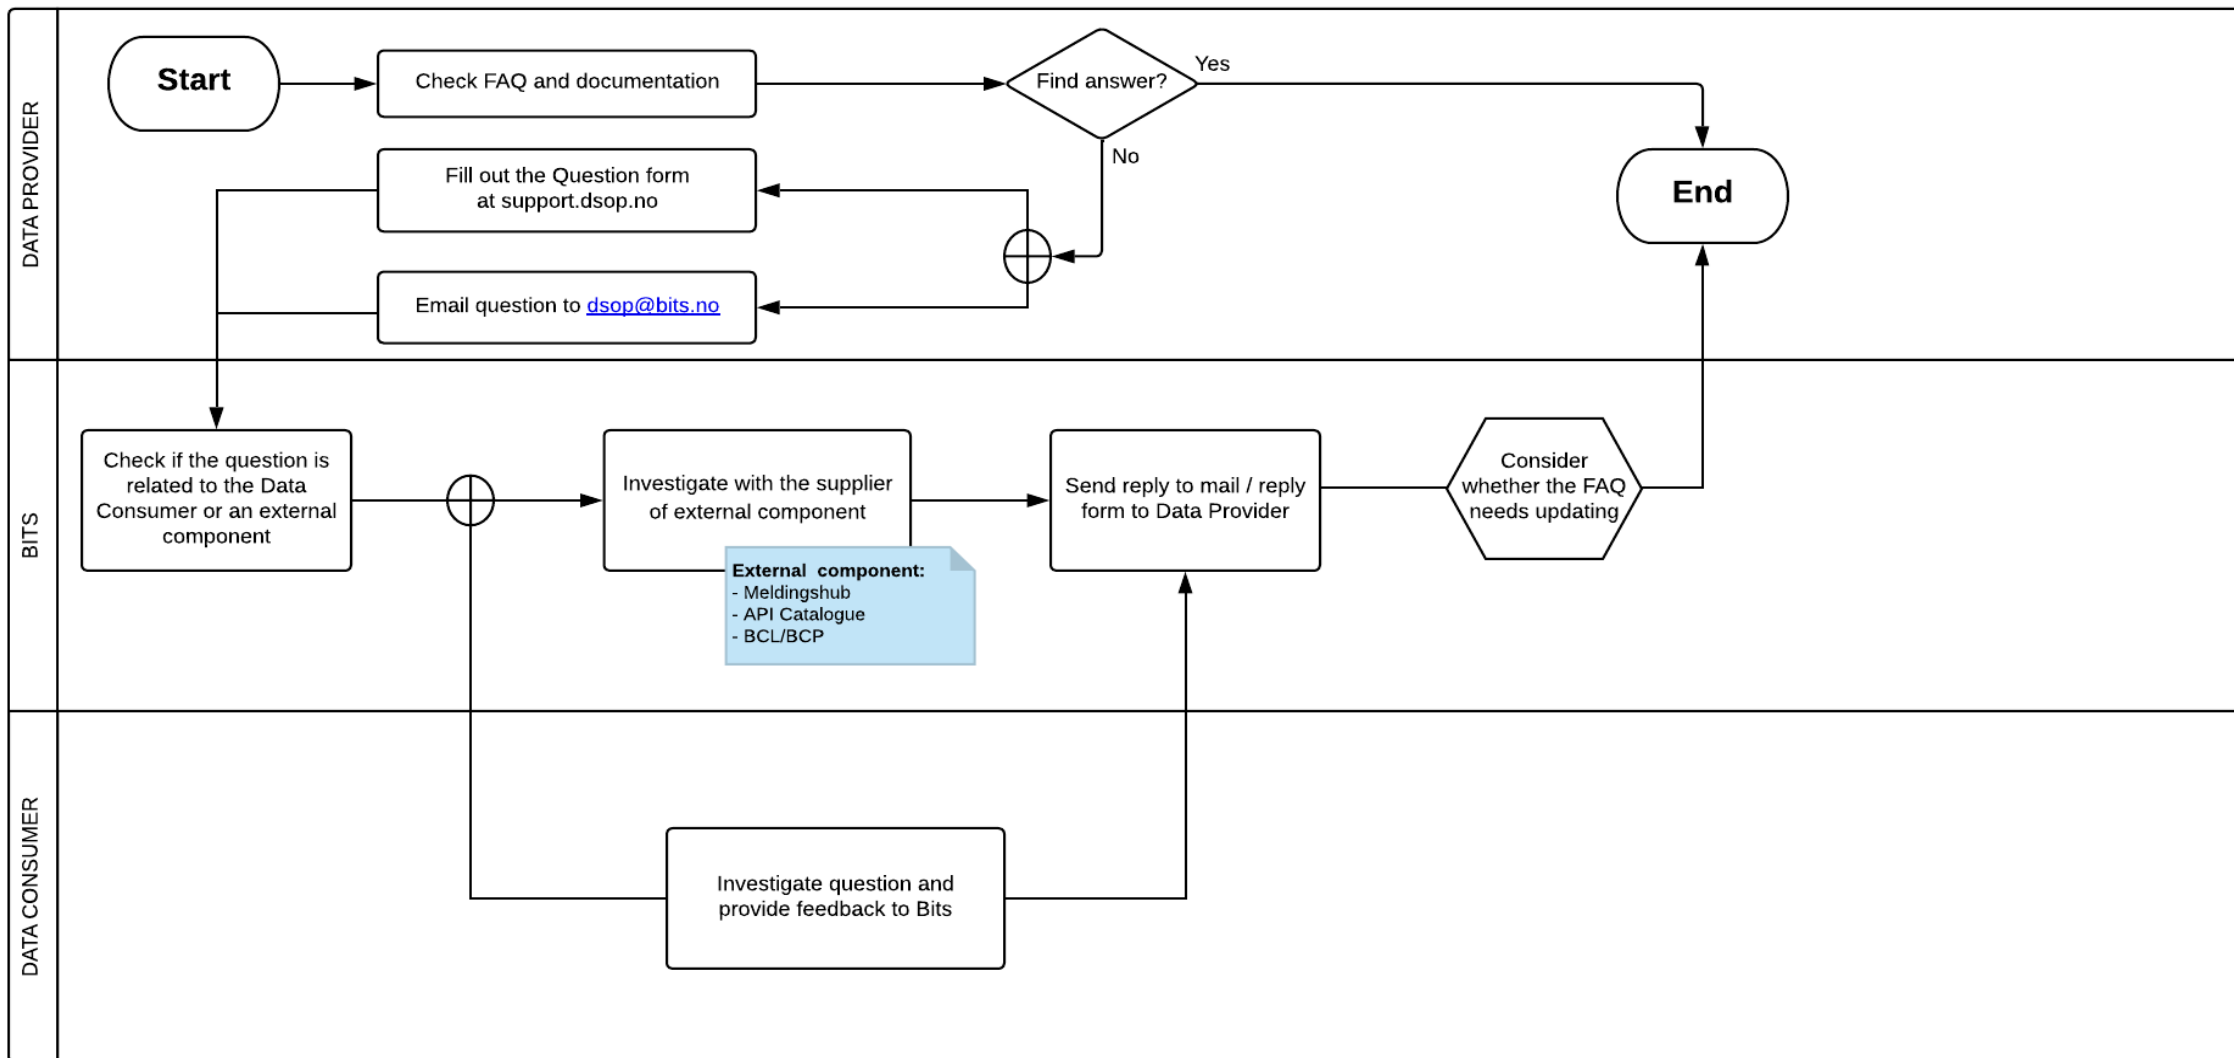 DATA PROVIDER
Start
Check FAQ and documentation
Find answer?
Yes
No
Fill out the Question form
at support.dsop.no
Email question to dsop@bits.no
End
BITS
Check if the question is
related to the Data
Consumer or an external
component
Investigate with the supplier
of external component
External component:
- Meldingshub
- API Catalogue
- BCL/BCP
Send reply to mail / reply
form to Data Provider
Consider
whether the FAQ
needs updating
DATA CONSUMER
Investigate question and
provide feedback to Bits